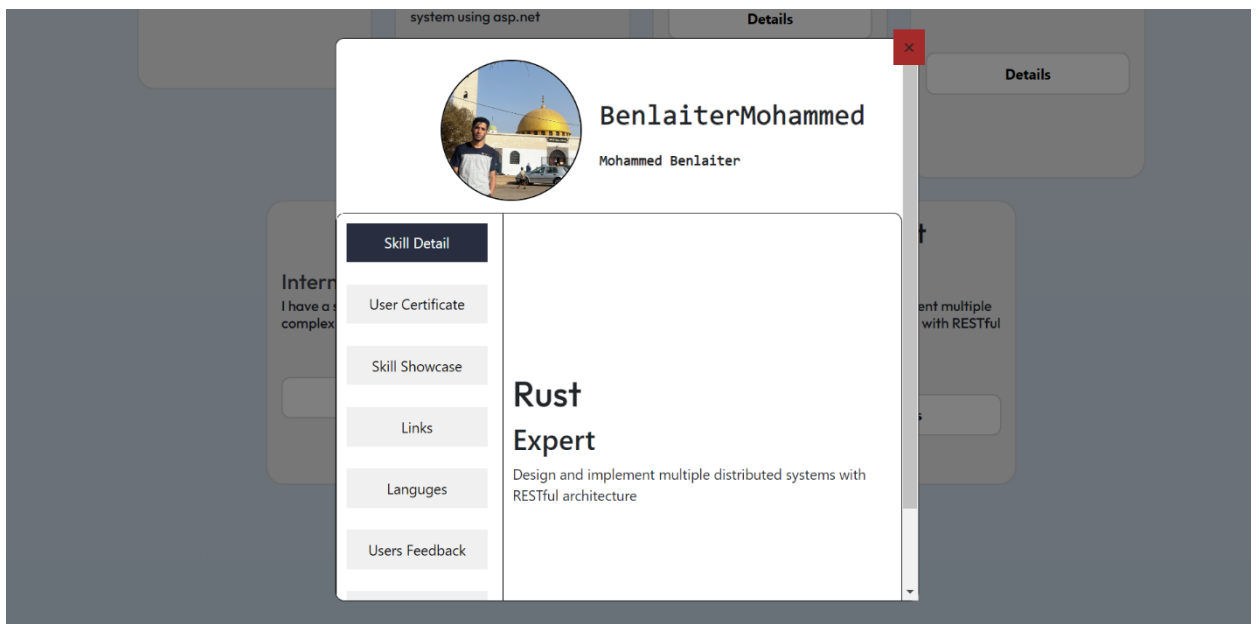 system using asp.net
Details
Details
×
BenlaiterMohammed
Mohammed Benlaiter
Skill Detail
User Certificate
Skill Showcase
Links
Languges
Users Feedback
Rust
Expert
Design and implement multiple distributed systems with
RESTful architecture
Intern
I have a
complex
t
ent multiple
with RESTful
s